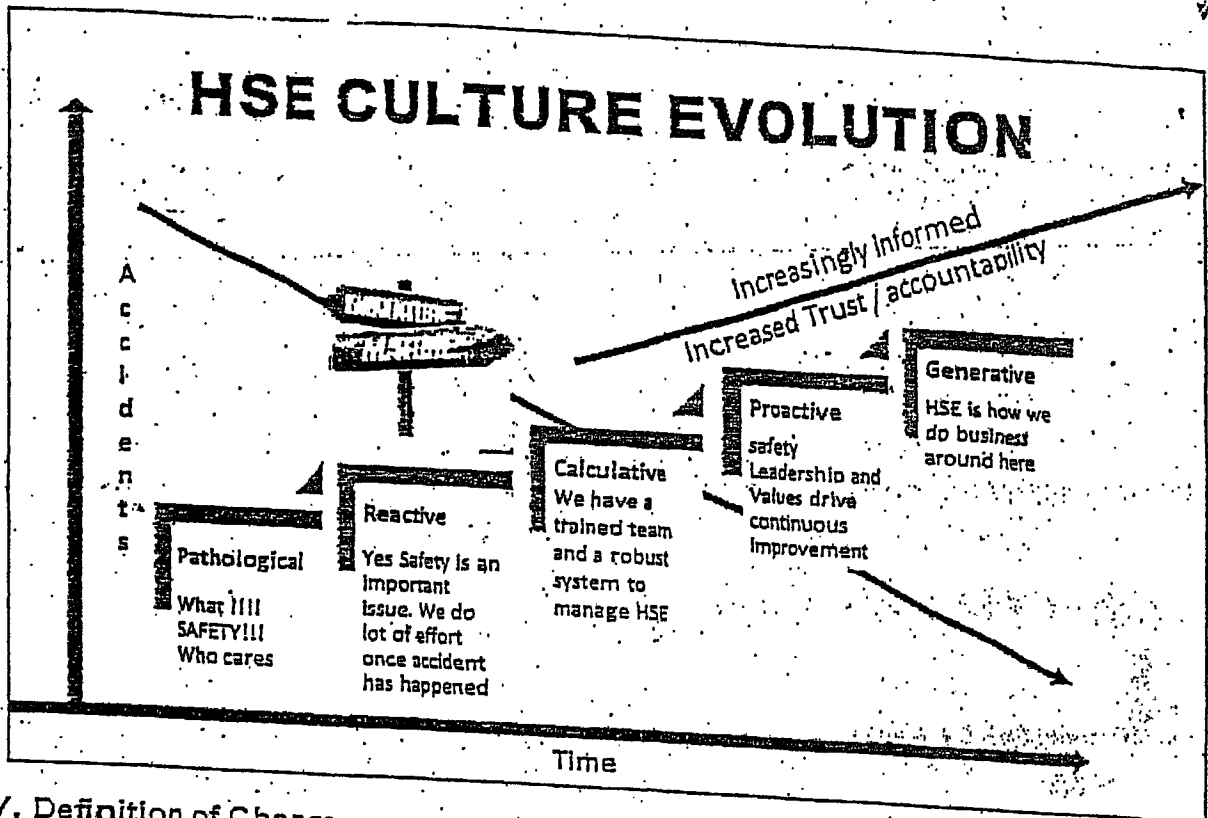 HSE CULTURE EVOLUTION
Accidents
Increasingly Informed
Increased Trust / accountability
Pathological
What !!!!
SAFETY!!!
Who cares
Reactive
Yes Safety is an
Important
Issue. We do
lot of effort
once accident
has happened
Calculative
We have a
trained team
and a robust
system to
manage HSE
Proactive
safety
Leadership and
Values drive
continuous
Improvement
Generative
HSE is how we
do business
around here
Time
Definition of